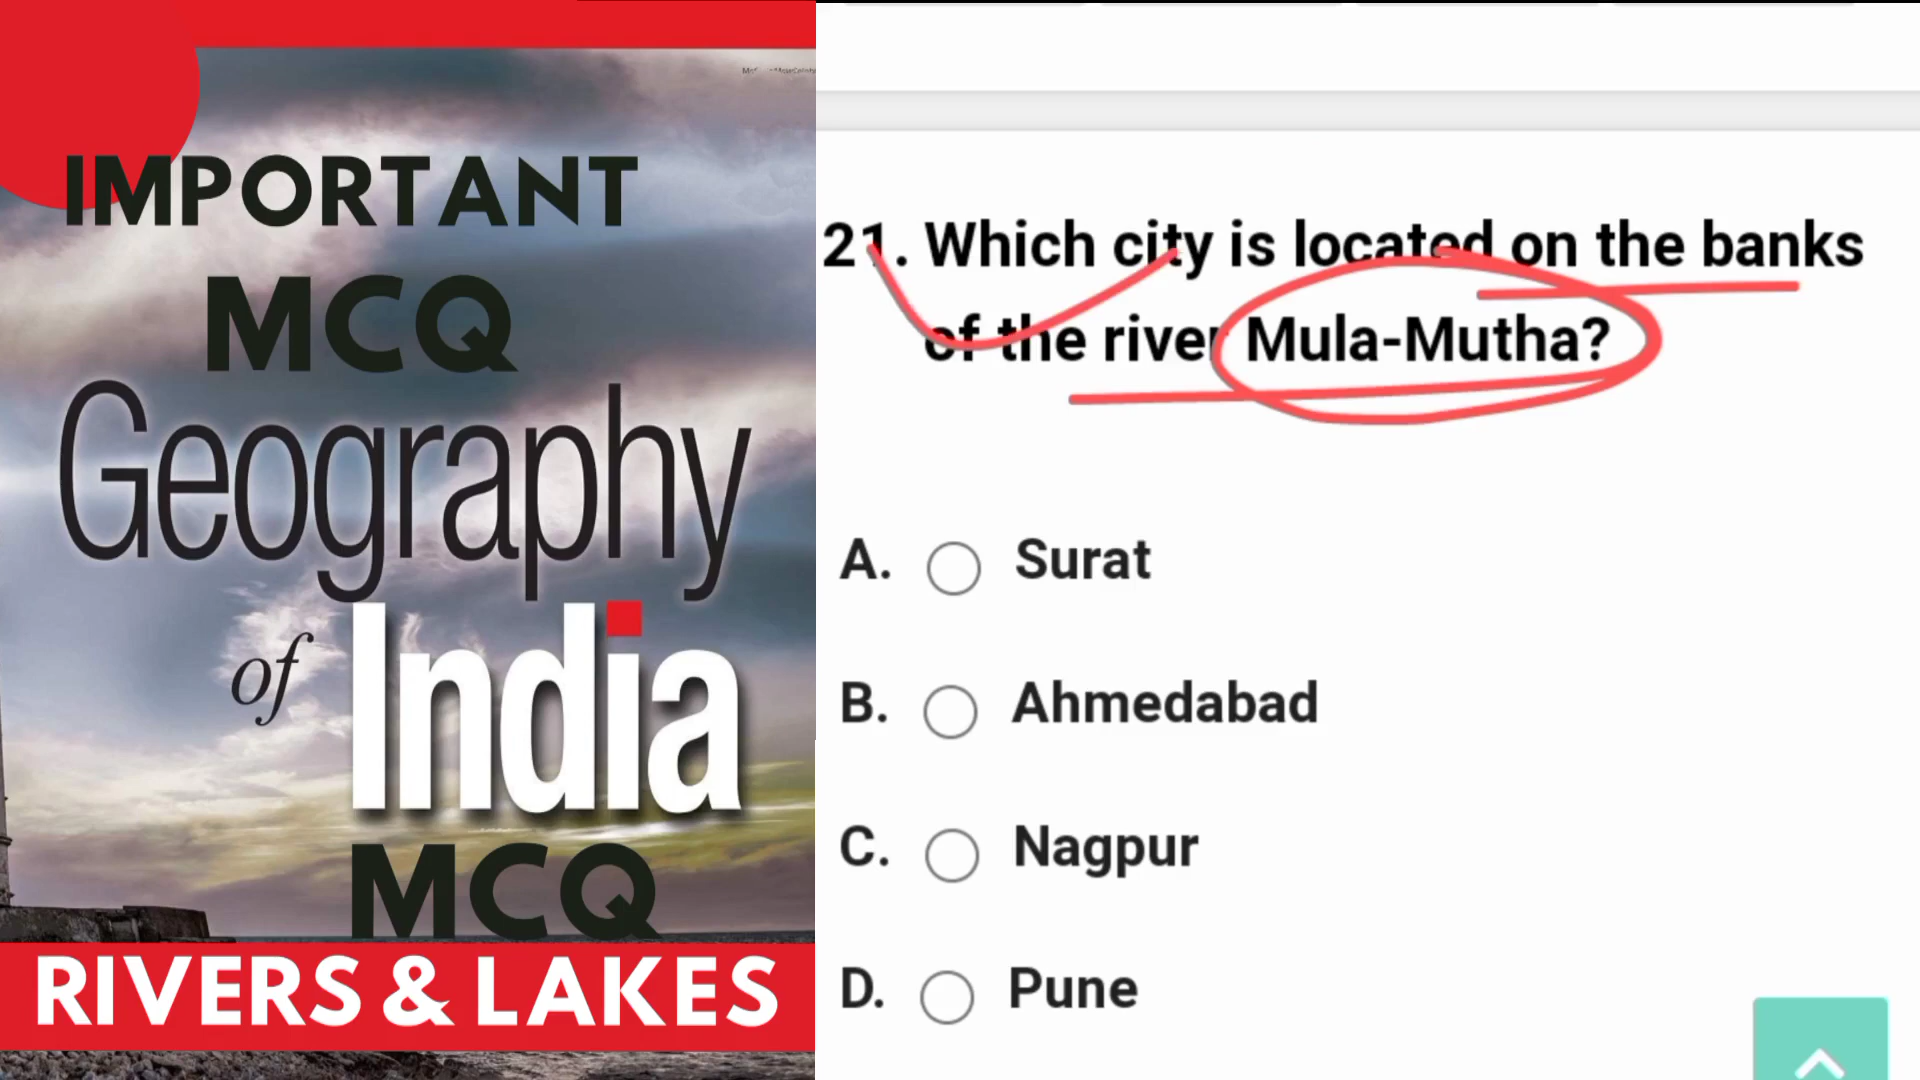 IMPORTANT
MCQ
Geography
of India
MCQ
RIVERS & LAKES
21. Which city is located on the banks
of the river Mula-Mutha?
A. Surat
B. Ahmedabad
C. Nagpur
D. Pune